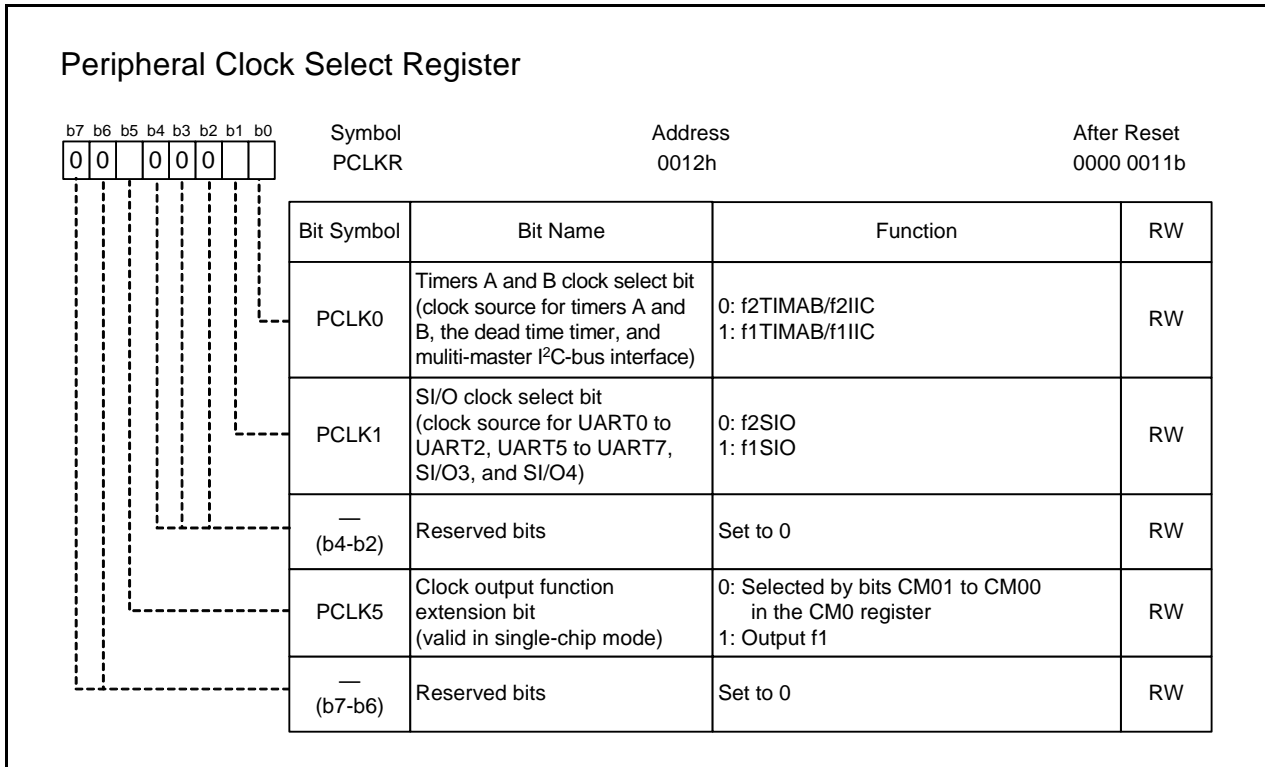 Peripheral Clock Select Register
b7 b6 b5 b4 b3 b2 b1 b0
Symbol Address After Reset
0 0 0 0 0
PCLKR 0012h 0000 0011b
Bit Symbol Bit Name Function RW
PCLK0
Timers A and B clock select bit
(clock source for timers A and
B, the dead time timer, and
muliti-master I²C-bus interface)
0: f2TIMAB/f2IIC
1: f1TIMAB/f1IIC
RW
PCLK1
SI/O clock select bit
(clock source for UART0 to
UART2, UART5 to UART7,
SI/O3, and SI/O4)
0: f2SIO
1: f1SIO
RW
—
(b4-b2)
Reserved bits
Set to 0
RW
PCLK5
Clock output function
extension bit
(valid in single-chip mode)
0: Selected by bits CM01 to CM00
in the CM0 register
1: Output f1
RW
—
(b7-b6)
Reserved bits
Set to 0
RW